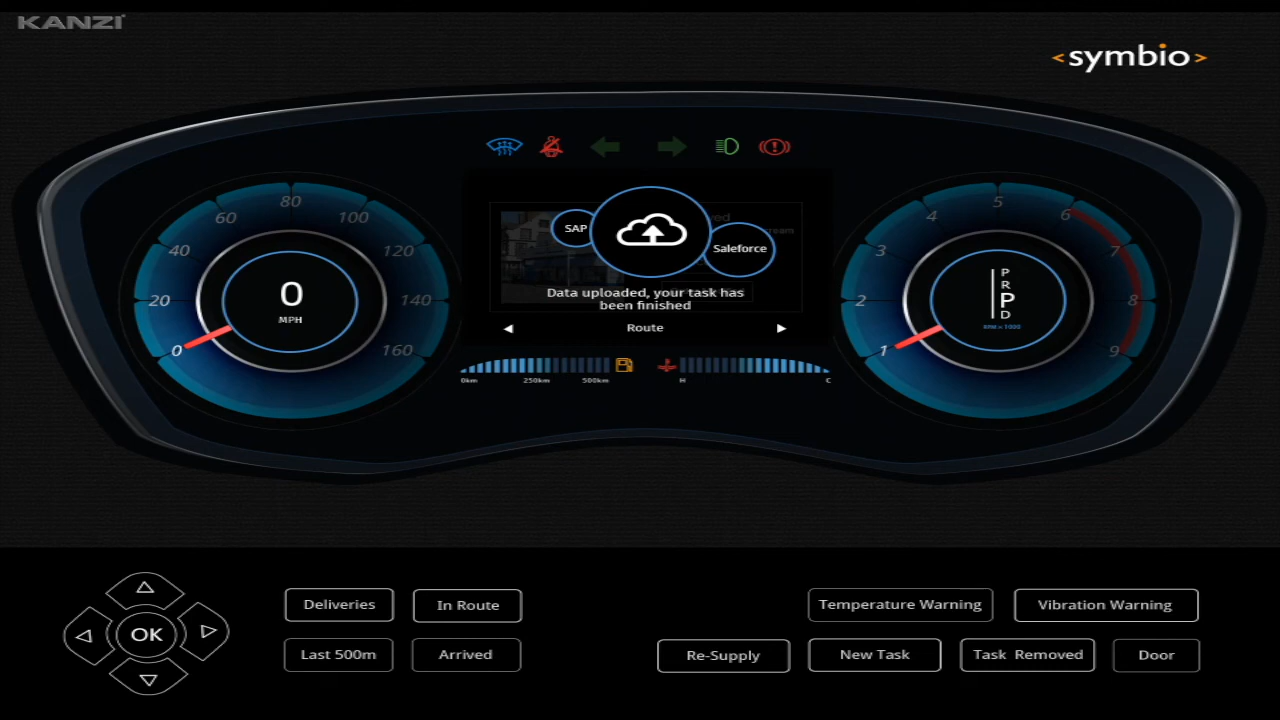 KANZI
<symbio>
80
60
100
40
120
20
140
0
160
0
MPH
SAP
Saleforce
Data uploaded, your task has
been finished
◄ Route ►
0km 250km 500km
H C
5
4
6
3
7
2
8
1
9
P
R
P
D
RPM × 1000
OK
Deliveries
In Route
Last 500m
Arrived
Temperature Warning
Vibration Warning
Re-Supply
New Task
Task Removed
Door